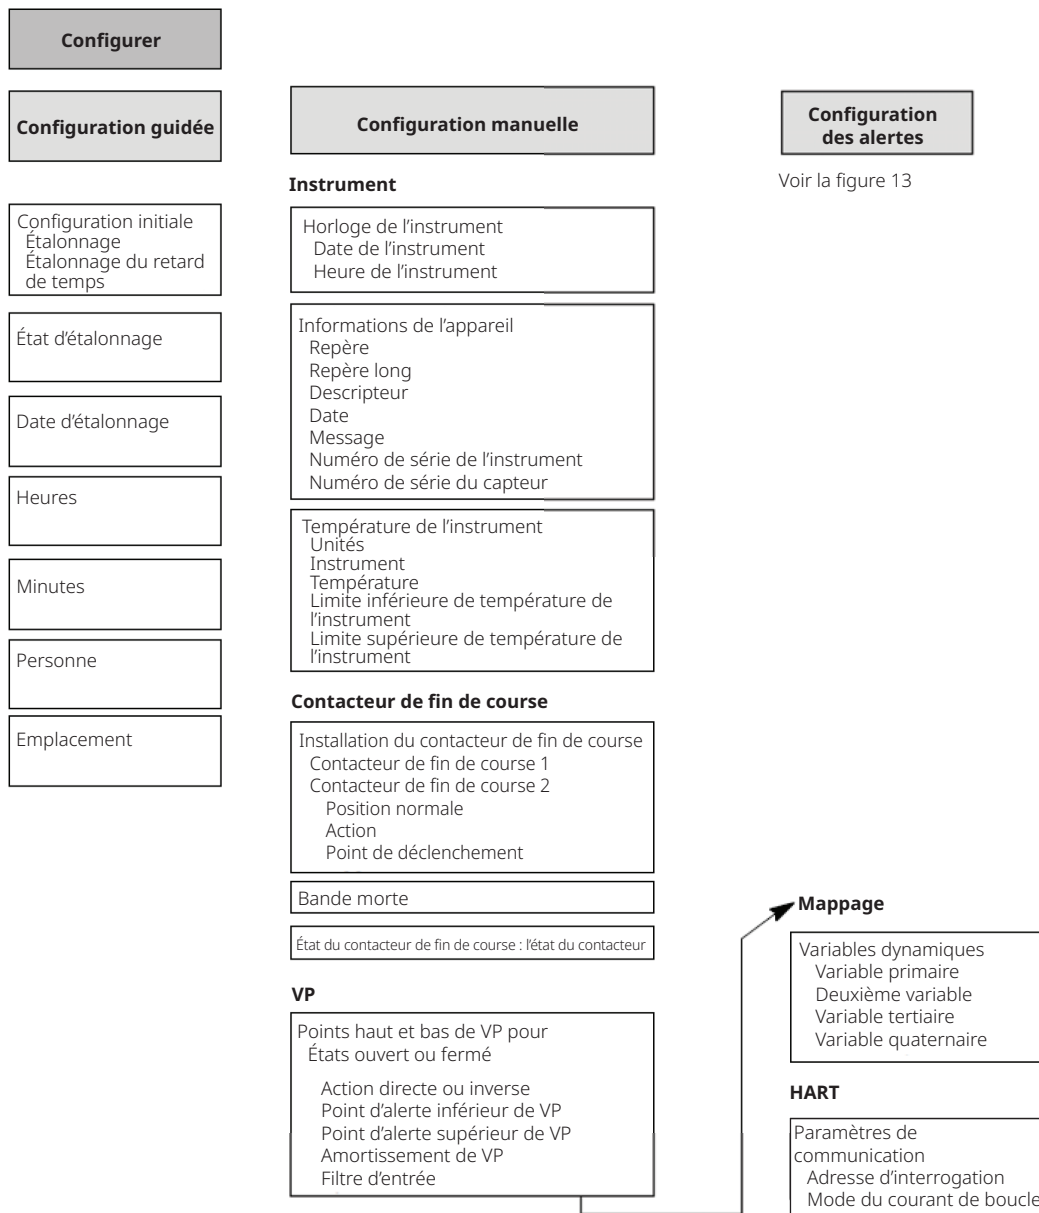 Configurer
Configuration guidée
Configuration initiale
Étalonnage
Étalonnage du retard
de temps
État d'étalonnage
Date d'étalonnage
Heures
Minutes
Personne
Emplacement
Configuration manuelle
Instrument
Horloge de l'instrument
Date de l'instrument
Heure de l'instrument
Informations de l'appareil
Repère
Repère long
Descripteur
Date
Message
Numéro de série de l'instrument
Numéro de série du capteur
Température de l'instrument
Unités
Instrument
Température
Limite inférieure de température de
l'instrument
Limite supérieure de température de
l'instrument
Contacteur de fin de course
Installation du contacteur de fin de course
Contacteur de fin de course 1
Contacteur de fin de course 2
Position normale
Action
Point de déclenchement
Bande morte
État du contacteur de fin de course : l'état du contacteur
VP
Points haut et bas de VP pour
États ouvert ou fermé
Action directe ou inverse
Point d'alerte inférieur de VP
Point d'alerte supérieur de VP
Amortissement de VP
Filtre d'entrée
Configuration
des alertes
Voir la figure 13
Mappage
Variables dynamiques
Variable primaire
Deuxième variable
Variable tertiaire
Variable quaternaire
HART
Paramètres de
communication
Adresse d'interrogation
Mode du courant de boucle